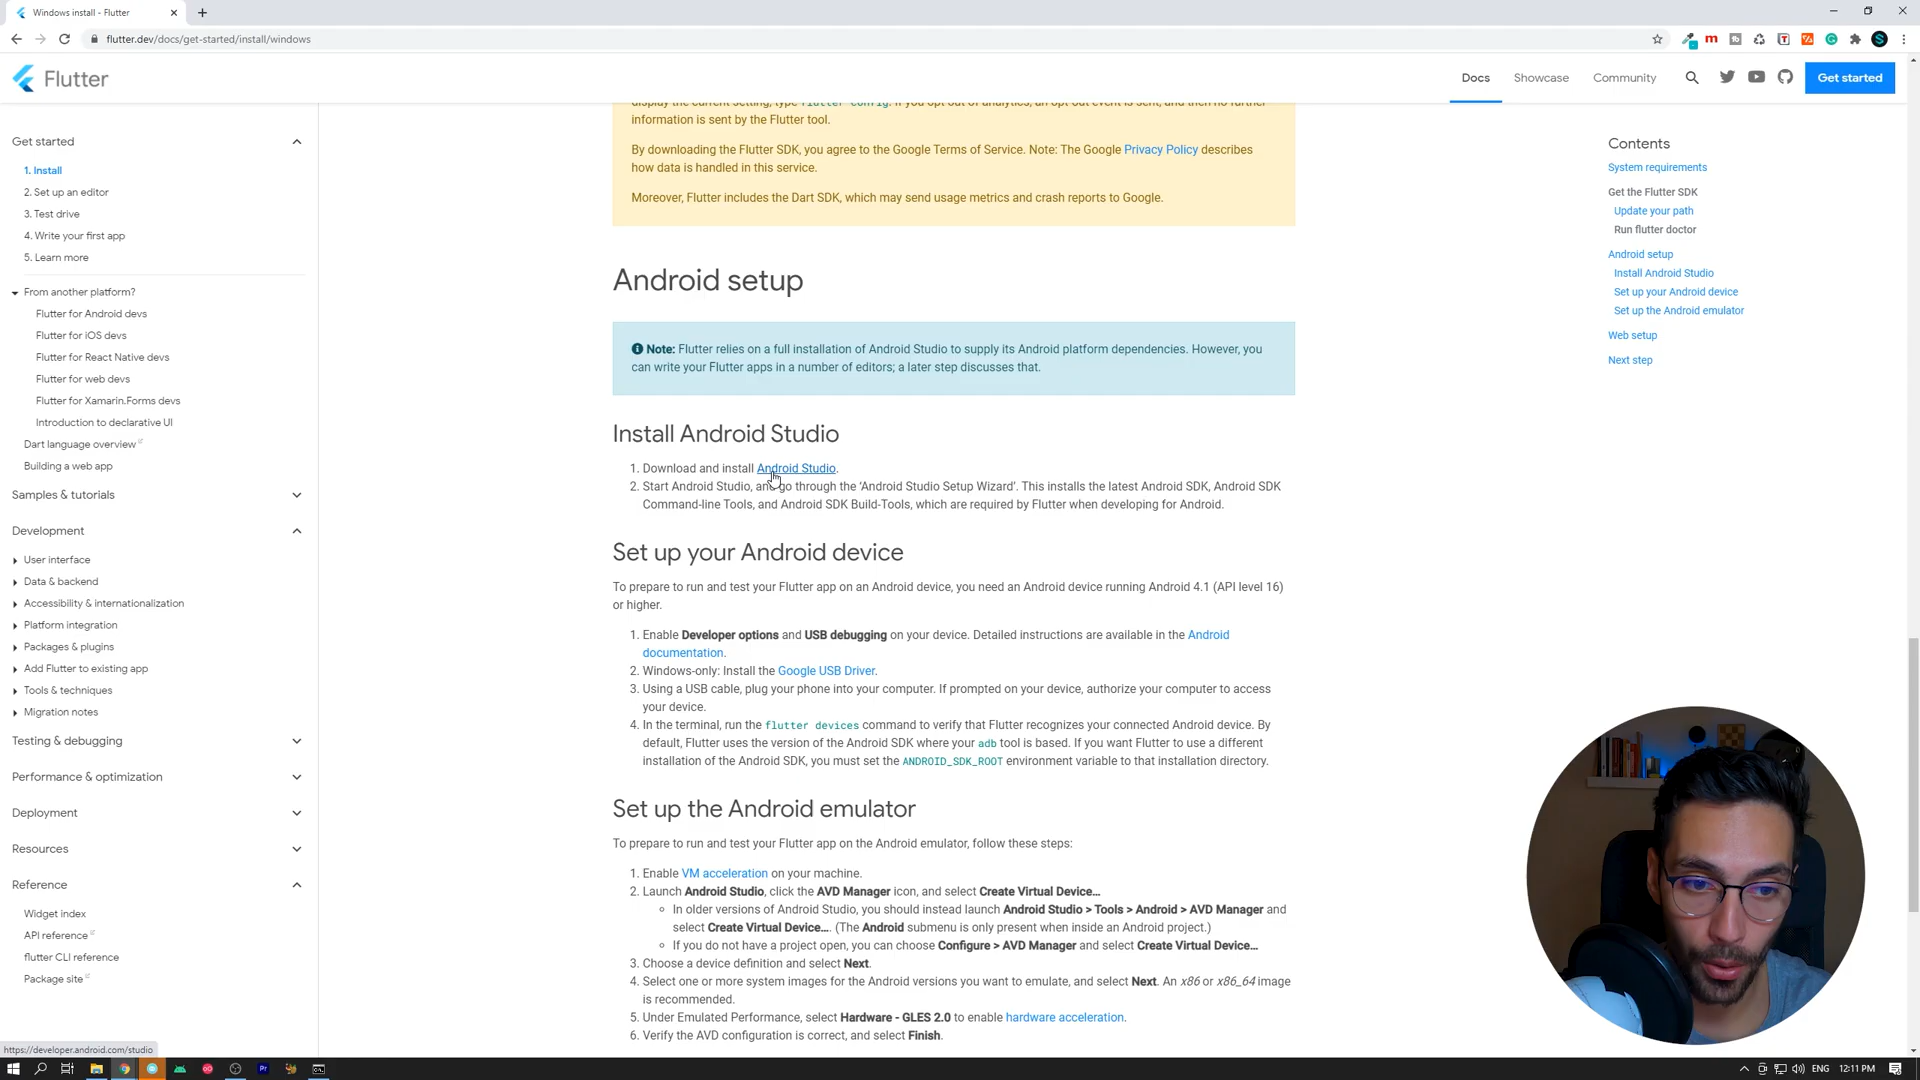 Windows install - Flutter
flutter.dev/docs/get-started/install/windows
Flutter
Docs
Showcase
Community
Get started
Get started
1. Install
2. Set up an editor
3. Test drive
4. Write your first app
5. Learn more
From another platform?
Flutter for Android devs
Flutter for iOS devs
Flutter for React Native devs
Flutter for web devs
Flutter for Xamarin.Forms devs
Introduction to declarative UI
Dart language overview
Building a web app
Samples & tutorials
Development
User interface
Data & backend
Accessibility & internationalization
Platform integration
Packages & plugins
Add Flutter to existing app
Tools & techniques
Migration notes
Testing & debugging
Performance & optimization
Deployment
Resources
Reference
Widget index
API reference
flutter CLI reference
Package site
display the current setting, type flutter config. If you opt out of analytics, an opt-out event is sent, and then no further
information is sent by the Flutter tool.
By downloading the Flutter SDK, you agree to the Google Terms of Service. Note: The Google Privacy Policy describes
how data is handled in this service.
Moreover, Flutter includes the Dart SDK, which may send usage metrics and crash reports to Google.
Android setup
Note: Flutter relies on a full installation of Android Studio to supply its Android platform dependencies. However, you
can write your Flutter apps in a number of editors; a later step discusses that.
Install Android Studio
1. Download and install Android Studio.
2. Start Android Studio, and go through the ‘Android Studio Setup Wizard’. This installs the latest Android SDK, Android SDK
Command-line Tools, and Android SDK Build-Tools, which are required by Flutter when developing for Android.
Set up your Android device
To prepare to run and test your Flutter app on an Android device, you need an Android device running Android 4.1 (API level 16)
or higher.
1. Enable Developer options and USB debugging on your device. Detailed instructions are available in the Android
documentation.
2. Windows-only: Install the Google USB Driver.
3. Using a USB cable, plug your phone into your computer. If prompted on your device, authorize your computer to access
your device.
4. In the terminal, run the flutter devices command to verify that Flutter recognizes your connected Android device. By
default, Flutter uses the version of the Android SDK where your adb tool is based. If you want Flutter to use a different
installation of the Android SDK, you must set the ANDROID_SDK_ROOT environment variable to that installation directory.
Set up the Android emulator
To prepare to run and test your Flutter app on the Android emulator, follow these steps:
1. Enable VM acceleration on your machine.
2. Launch Android Studio, click the AVD Manager icon, and select Create Virtual Device…
In older versions of Android Studio, you should instead launch Android Studio > Tools > Android > AVD Manager and
select Create Virtual Device…. (The Android submenu is only present when inside an Android project.)
If you do not have a project open, you can choose Configure > AVD Manager and select Create Virtual Device…
3. Choose a device definition and select Next.
4. Select one or more system images for the Android versions you want to emulate, and select Next. An x86 or x86_64 image
is recommended.
5. Under Emulated Performance, select Hardware - GLES 2.0 to enable hardware acceleration.
6. Verify the AVD configuration is correct, and select Finish.
Contents
System requirements
Get the Flutter SDK
Update your path
Run flutter doctor
Android setup
Install Android Studio
Set up your Android device
Set up the Android emulator
Web setup
Next step
https://developer.android.com/studio
Pr
ENG
12:11 PM